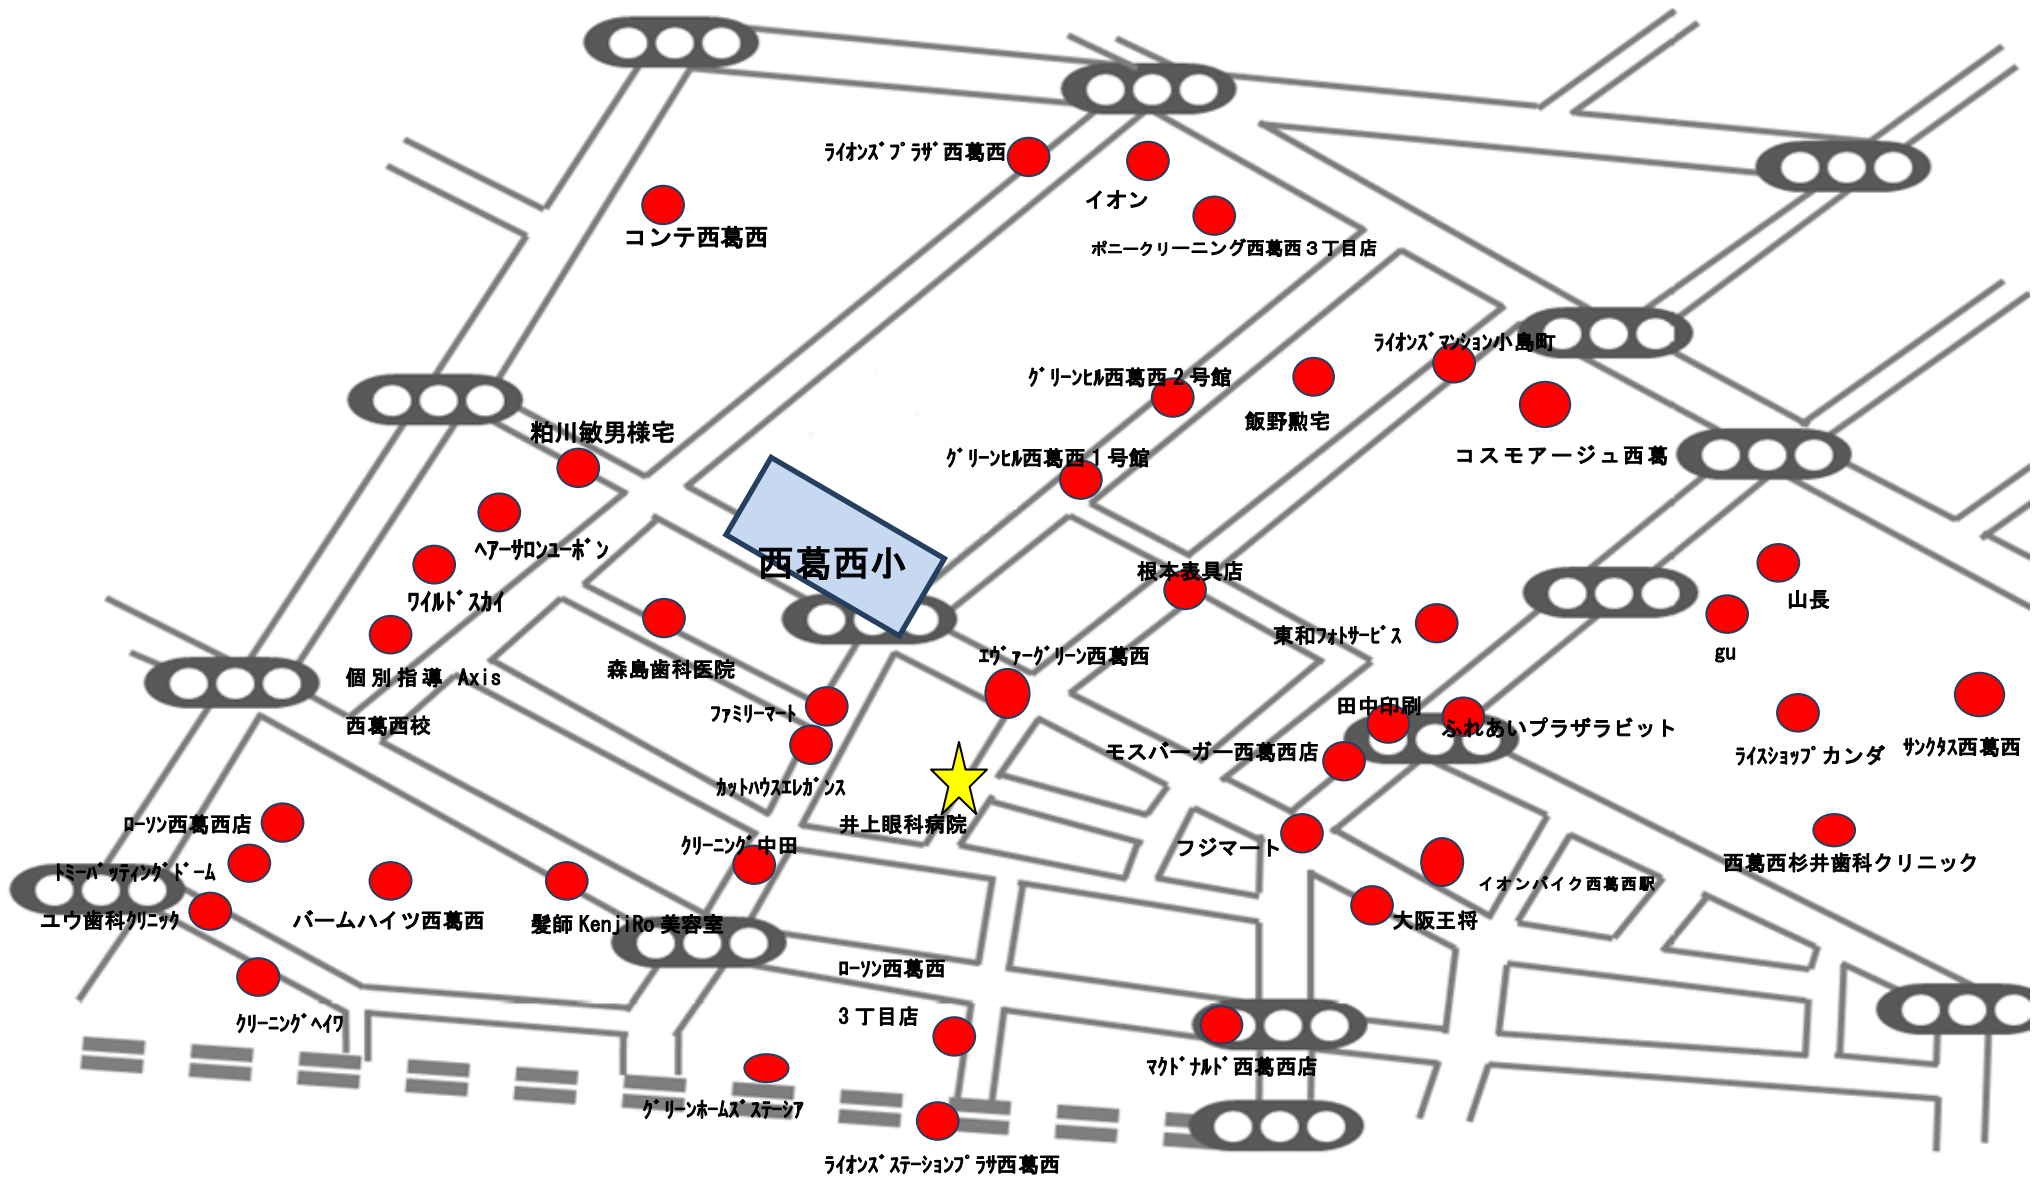 ﾗｲｵﾝｽﾞﾌﾟﾗｻﾞ西葛西
イオン
コンテ西葛西
ポニークリーニング西葛西３丁目店
ﾗｲｵﾝｽﾞﾏﾝｼｮﾝ小島町
ｸﾞﾘｰﾝﾋﾙ西葛西２号館
飯野勲宅
粕川敏男様宅
ｸﾞﾘｰﾝﾋﾙ西葛西１号館
コスモアージュ西葛
ﾍｱｰｻﾛﾝﾕｰﾎﾞﾝ
西葛西小
根本表具店
ﾜｲﾙﾄﾞｽｶｲ
山長
東和ﾌｫﾄｻｰﾋﾞｽ
gu
個別指導 Axis
西葛西校
森島歯科医院
ｴｳﾞｧｰｸﾞﾘｰﾝ西葛西
ﾌｧﾐﾘｰﾏｰﾄ
田中印刷
ふれあいプラザラビット
モスバーガー西葛西店
ﾗｲｽｼｮｯﾌﾟカンダ
ｻﾝｸﾀｽ西葛西
ｶｯﾄﾊｳｽｴﾚｶﾞﾝｽ
ﾛｰｿﾝ西葛西店
井上眼科病院
ｸﾘｰﾆﾝｸﾞ中田
フジマート
西葛西杉井歯科クリニック
ﾄﾐｰﾊﾞｯﾃｨﾝｸﾞﾄﾞｰﾑ
イオンバイク西葛西駅
ユウ歯科ｸﾘﾆｯｸ
バームハイツ西葛西
髪師 KenjiRo 美容室
大阪王将
ﾛｰｿﾝ西葛西
３丁目店
ｸﾘｰﾆﾝｸﾞﾍｲﾜ
ﾏｸﾄﾞﾅﾙﾄﾞ西葛西店
ｸﾞﾘｰﾝﾎｰﾑｽﾞｽﾃｰｼｱ
ﾗｲｵﾝｽﾞｽﾃｰｼｮﾝﾌﾟﾗｻ西葛西